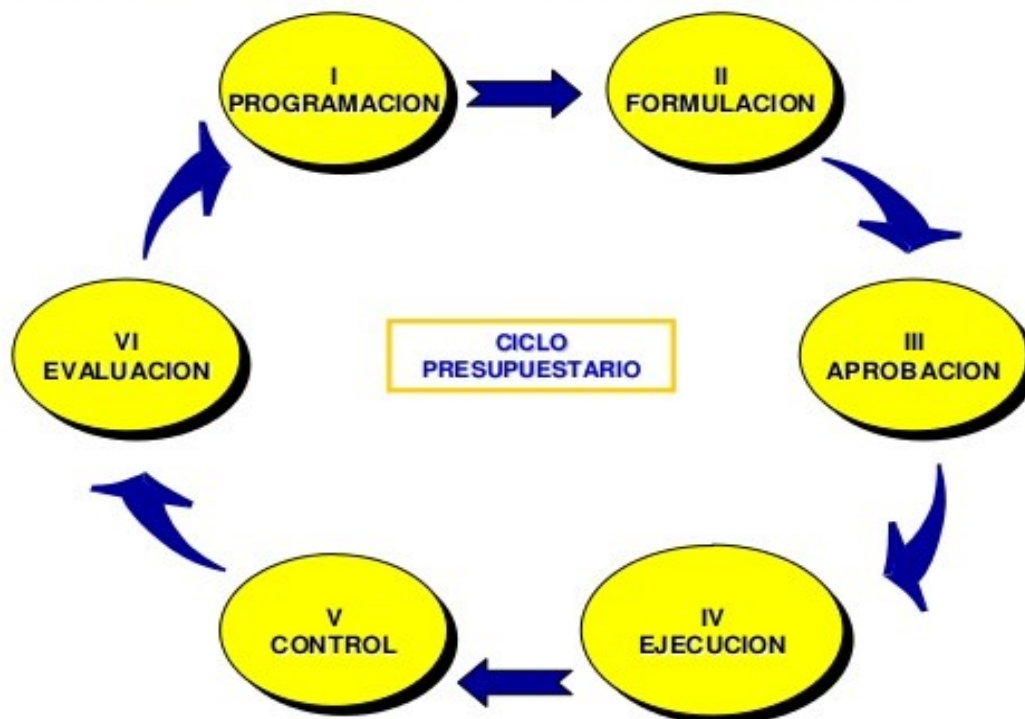 I
PROGRAMACION
II
FORMULACION
III
APROBACION
IV
EJECUCION
V
CONTROL
VI
EVALUACION
CICLO
PRESUPUESTARIO